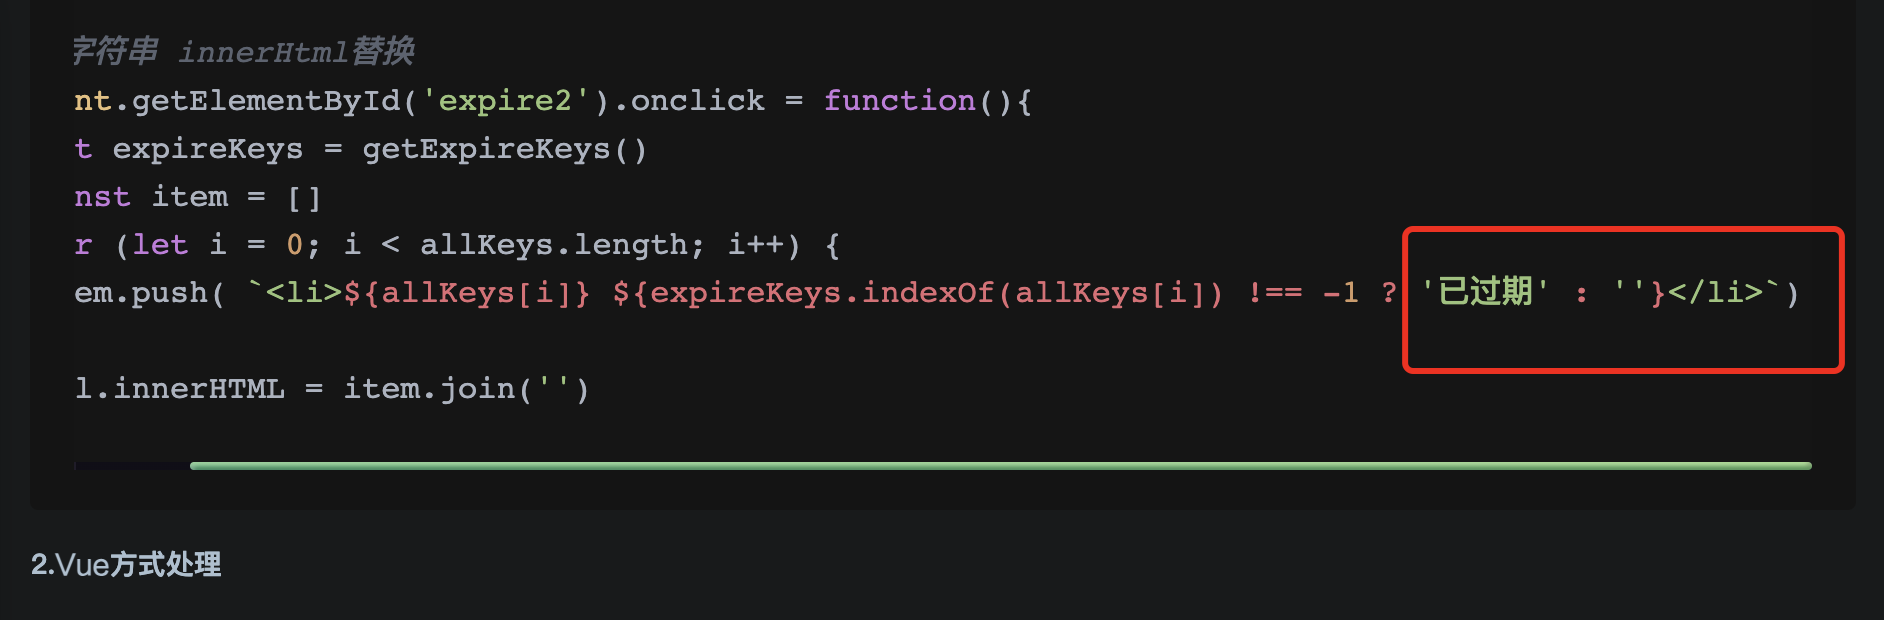 字符串 innerHtml替换
nt.getElementById('expire2').onclick = function(){
t expireKeys = getExpireKeys()
nst item = []
r (let i = 0; i < allKeys.length; i++) {
em.push( `<li>${allKeys[i]} ${expireKeys.indexOf(allKeys[i]) !== -1 ? '已过期' : ''}</li>`)
l.innerHTML = item.join('')
2.Vue方式处理